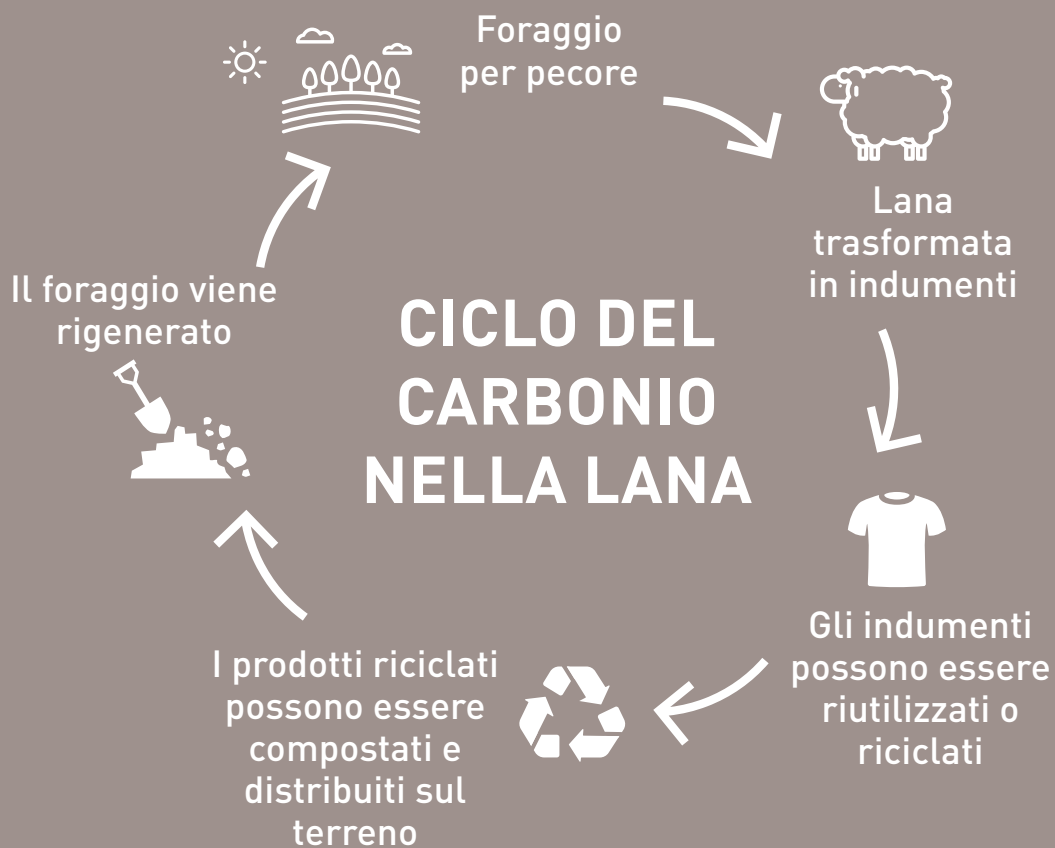 Foraggio
per pecore
Lana
trasformata
in indumenti
Il foraggio viene
rigenerato
CICLO DEL
CARBONIO
NELLA LANA
Gli indumenti
possono essere
riutilizzati o
riciclati
I prodotti riciclati
possono essere
compostati e
distribuiti sul
terreno